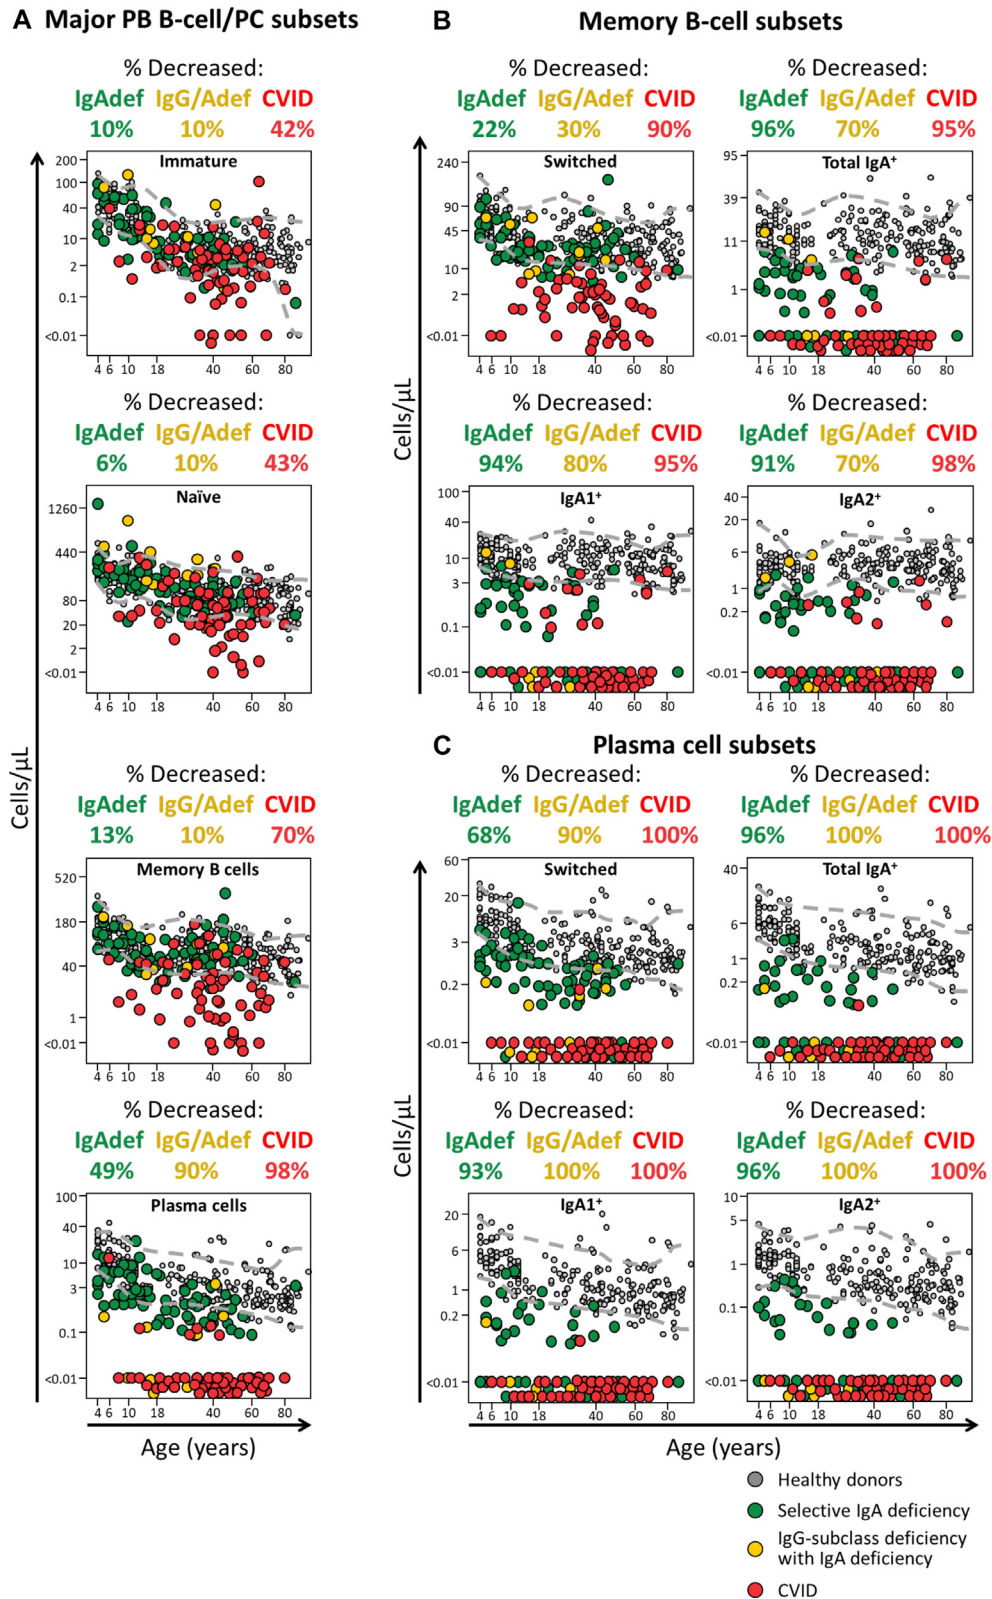 A Major PB B-cell/PC subsets
% Decreased:
IgAdef IgG/Adef CVID
10% 10% 42%
Immature
200
100
40
10
2
0.1
<0.01
4 6 10 18 40 60 80
% Decreased:
IgAdef IgG/Adef CVID
6% 10% 43%
Naïve
1260
440
80
20
2
<0.01
4 6 10 18 40 60 80
% Decreased:
IgAdef IgG/Adef CVID
13% 10% 70%
Memory B cells
520
180
40
1
<0.01
4 6 10 18 40 60 80
% Decreased:
IgAdef IgG/Adef CVID
49% 90% 98%
Plasma cells
100
40
10
3
0.1
<0.01
4 6 10 18 40 60 80
Cells/µL
Age (years)
B Memory B-cell subsets
% Decreased:
IgAdef IgG/Adef CVID
22% 30% 90%
Switched
240
90
45
10
2
<0.01
4 6 10 18 40 60 80
% Decreased:
IgAdef IgG/Adef CVID
96% 70% 95%
Total IgA+
95
39
11
1
<0.01
4 6 10 18 40 60 80
% Decreased:
IgAdef IgG/Adef CVID
94% 80% 95%
IgA1+
100
40
10
3
0.1
<0.01
4 6 10 18 40 60 80
% Decreased:
IgAdef IgG/Adef CVID
91% 70% 98%
IgA2+
40
20
6
1
0.2
<0.01
4 6 10 18 40 60 80
Cells/µL
C Plasma cell subsets
% Decreased:
IgAdef IgG/Adef CVID
68% 90% 100%
Switched
60
20
3
0.2
<0.01
4 6 10 18 40 60 80
% Decreased:
IgAdef IgG/Adef CVID
96% 100% 100%
Total IgA+
40
6
1
0.2
<0.01
4 6 10 18 40 60 80
% Decreased:
IgAdef IgG/Adef CVID
93% 100% 100%
IgA1+
20
6
1
0.2
<0.01
4 6 10 18 40 60 80
% Decreased:
IgAdef IgG/Adef CVID
96% 100% 100%
IgA2+
10
5
1
0.1
<0.01
4 6 10 18 40 60 80
Cells/µL
Age (years)
Healthy donors
Selective IgA deficiency
IgG-subclass deficiency
with IgA deficiency
CVID